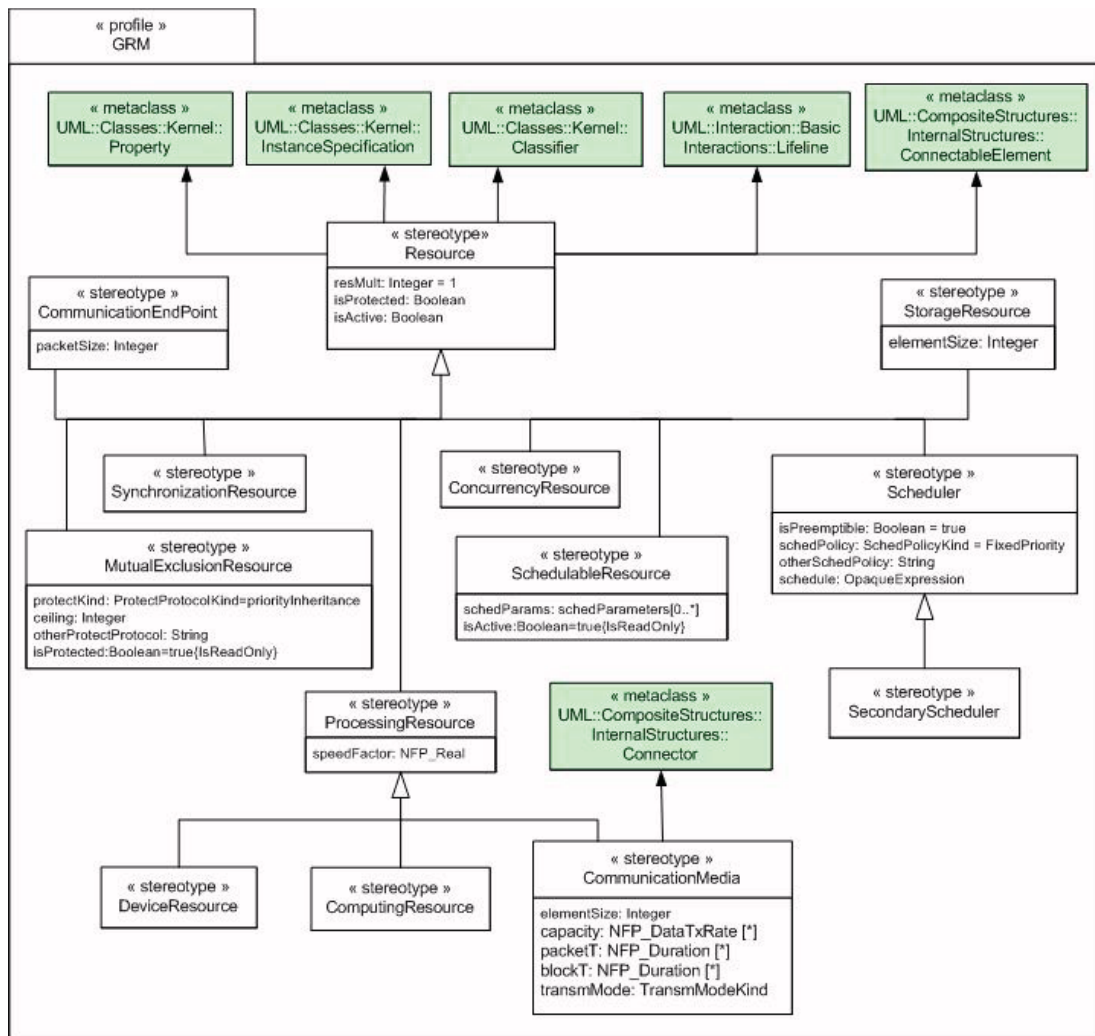 « profile »
GRM
« metaclass »
UML::Classes::Kernel::
Property
« metaclass »
UML::Classes::Kernel::
InstanceSpecification
« metaclass »
UML::Classes::Kernel::
Classifier
« metaclass »
UML::Interaction::Basic
Interactions::Lifeline
« metaclass »
UML::CompositeStructures::
InternalStructures::
ConnectableElement
« stereotype»
Resource
resMult: Integer = 1
isProtected: Boolean
isActive: Boolean
« stereotype »
CommunicationEndPoint
packetSize: Integer
« stereotype »
StorageResource
elementSize: Integer
« stereotype »
SynchronizationResource
« stereotype »
ConcurrencyResource
« stereotype »
Scheduler
isPreemptible: Boolean = true
schedPolicy: SchedPolicyKind = FixedPriority
otherSchedPolicy: String
schedule: OpaqueExpression
« stereotype »
MutualExclusionResource
protectKind: ProtectProtocolKind=priorityInheritance
ceiling: Integer
otherProtectProtocol: String
isProtected:Boolean=true{IsReadOnly}
« stereotype »
SchedulableResource
schedParams: schedParameters[0..*]
isActive:Boolean=true{IsReadOnly}
« stereotype »
SecondaryScheduler
« stereotype »
ProcessingResource
speedFactor: NFP_Real
« metaclass »
UML::CompositeStructures::
InternalStructures::
Connector
« stereotype »
DeviceResource
« stereotype »
ComputingResource
« stereotype »
CommunicationMedia
elementSize: Integer
capacity: NFP_DataTxRate [*]
packetT: NFP_Duration [*]
blockT: NFP_Duration [*]
transmMode: TransmModeKind